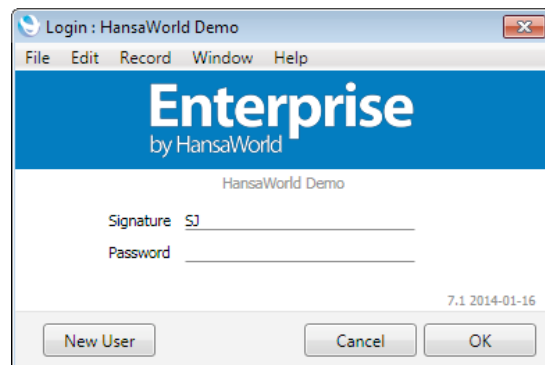 Login : HansaWorld Demo
File Edit Record Window Help
Enterprise
by HansaWorld
HansaWorld Demo
Signature SJ
Password
7.1 2014-01-16
New User Cancel OK